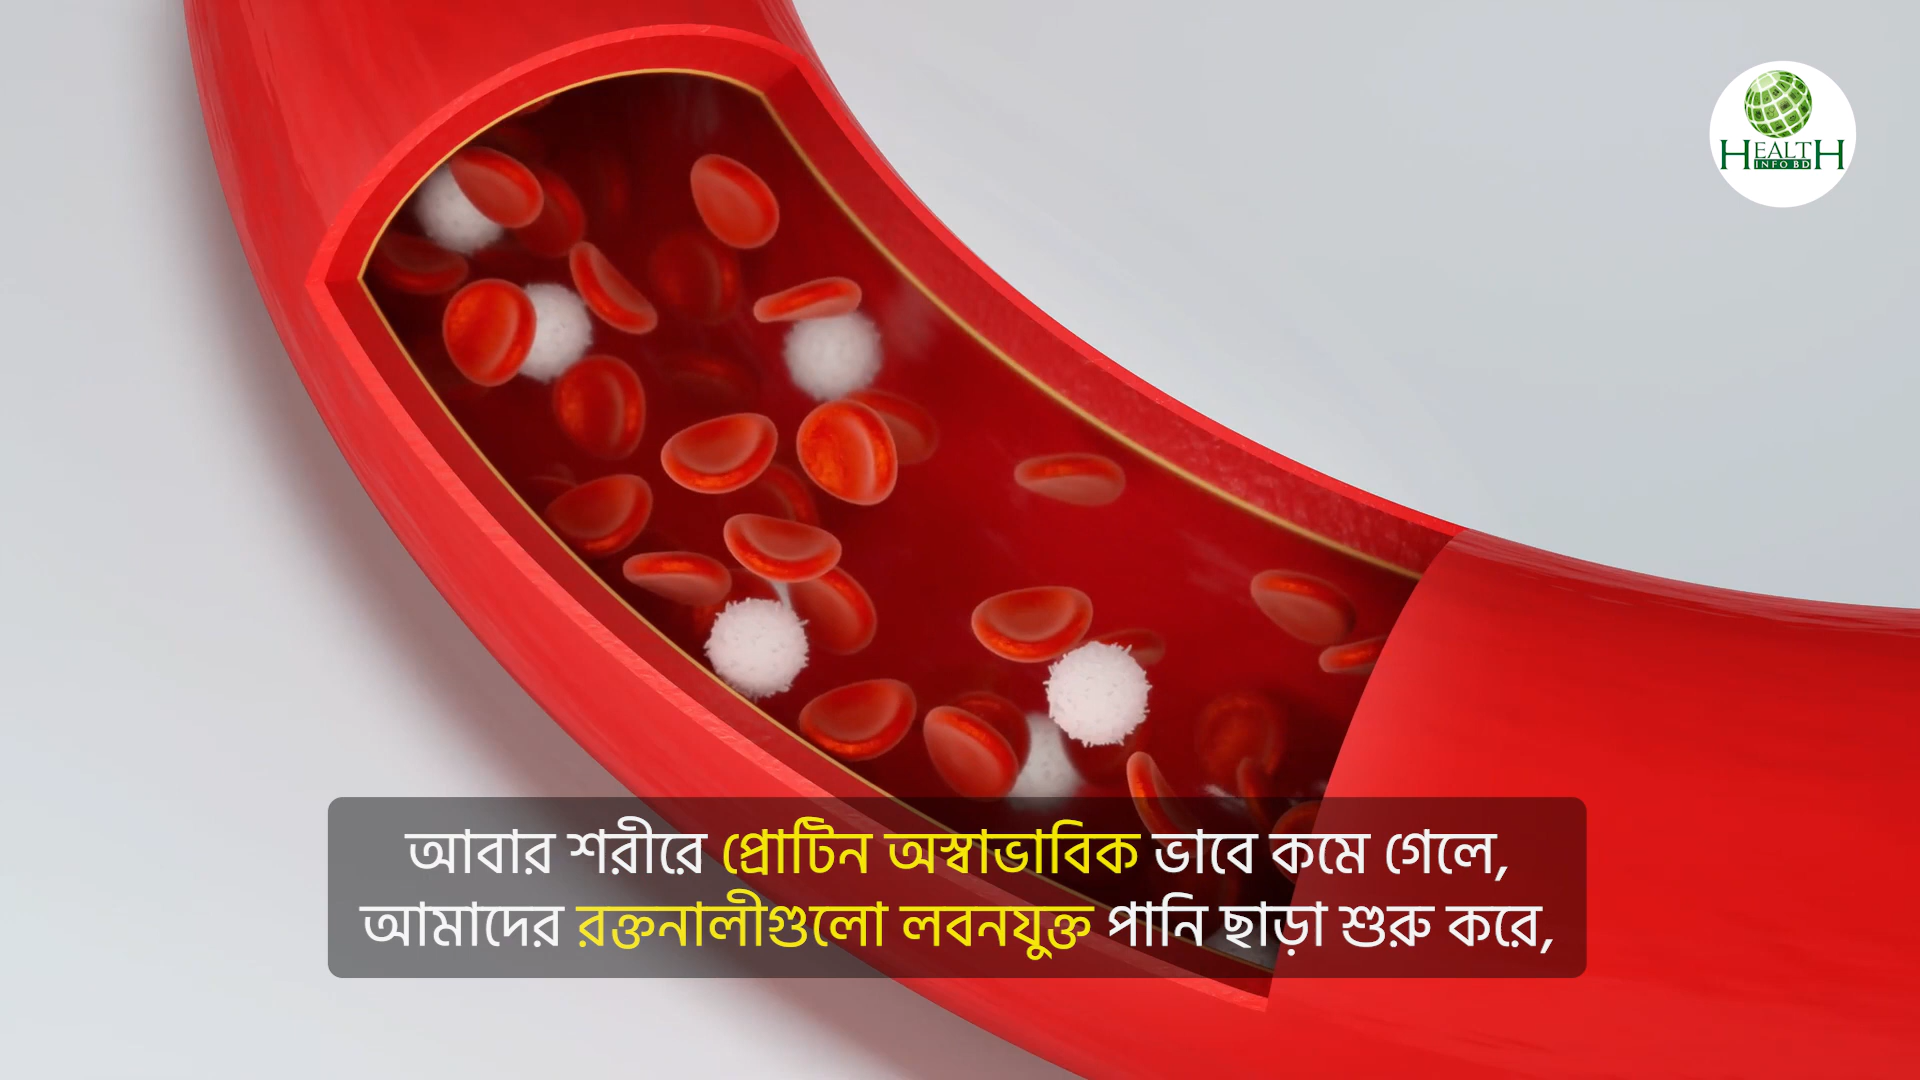 HEALTH
INFO BD
আবার শরীরে প্রোটিন অস্বাভাবিক ভাবে কমে গেলে,
আমাদের রক্তনালীগুলো লবনযুক্ত পানি ছাড়া শুরু করে,